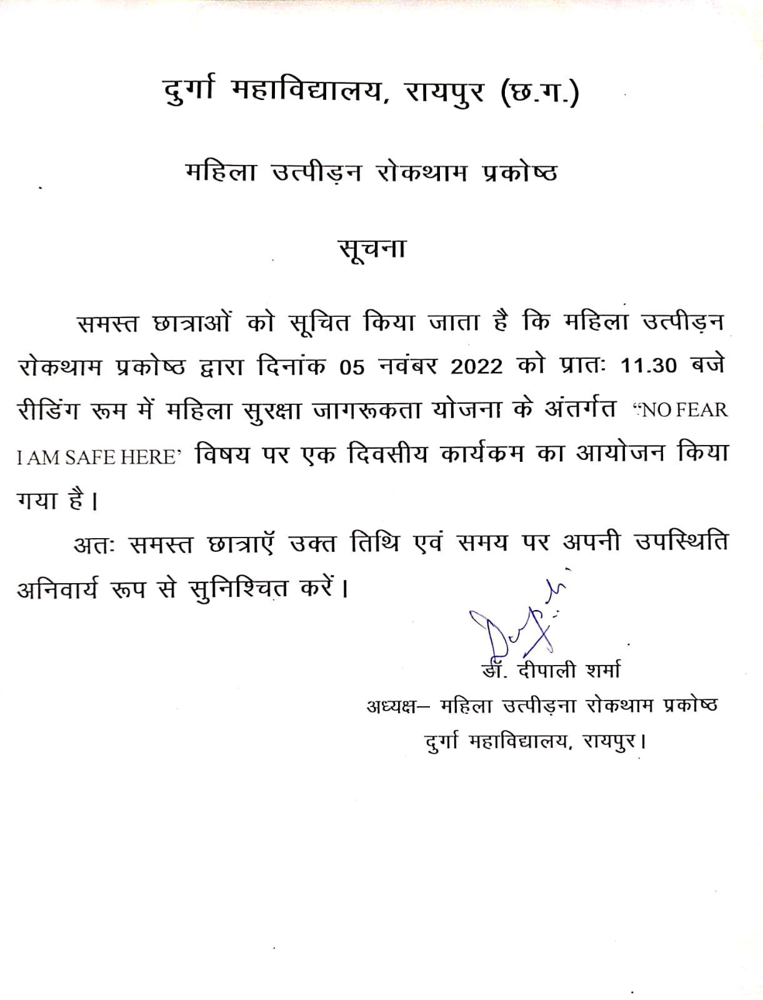 दुर्गा महाविद्यालय, रायपुर (छ.ग.)
महिला उत्पीड़न रोकथाम प्रकोष्ठ
सूचना
समस्त छात्राओं को सूचित किया जाता है कि महिला उत्पीड़न
रोकथाम प्रकोष्ठ द्वारा दिनांक 05 नवंबर 2022 को प्रातः 11.30 बजे
रीडिंग रूम में महिला सुरक्षा जागरूकता योजना के अंतर्गत “NO FEAR
I AM SAFE HERE’ विषय पर एक दिवसीय कार्यकम का आयोजन किया
गया है।
अतः समस्त छात्राऍ उक्त तिथि एवं समय पर अपनी उपस्थिति
अनिवार्य रूप से सुनिश्चित करें।
डॉ. दीपाली शर्मा
अध्यक्ष– महिला उत्पीड़ना रोकथाम प्रकोष्ठ
दुर्गा महाविद्यालय, रायपुर।